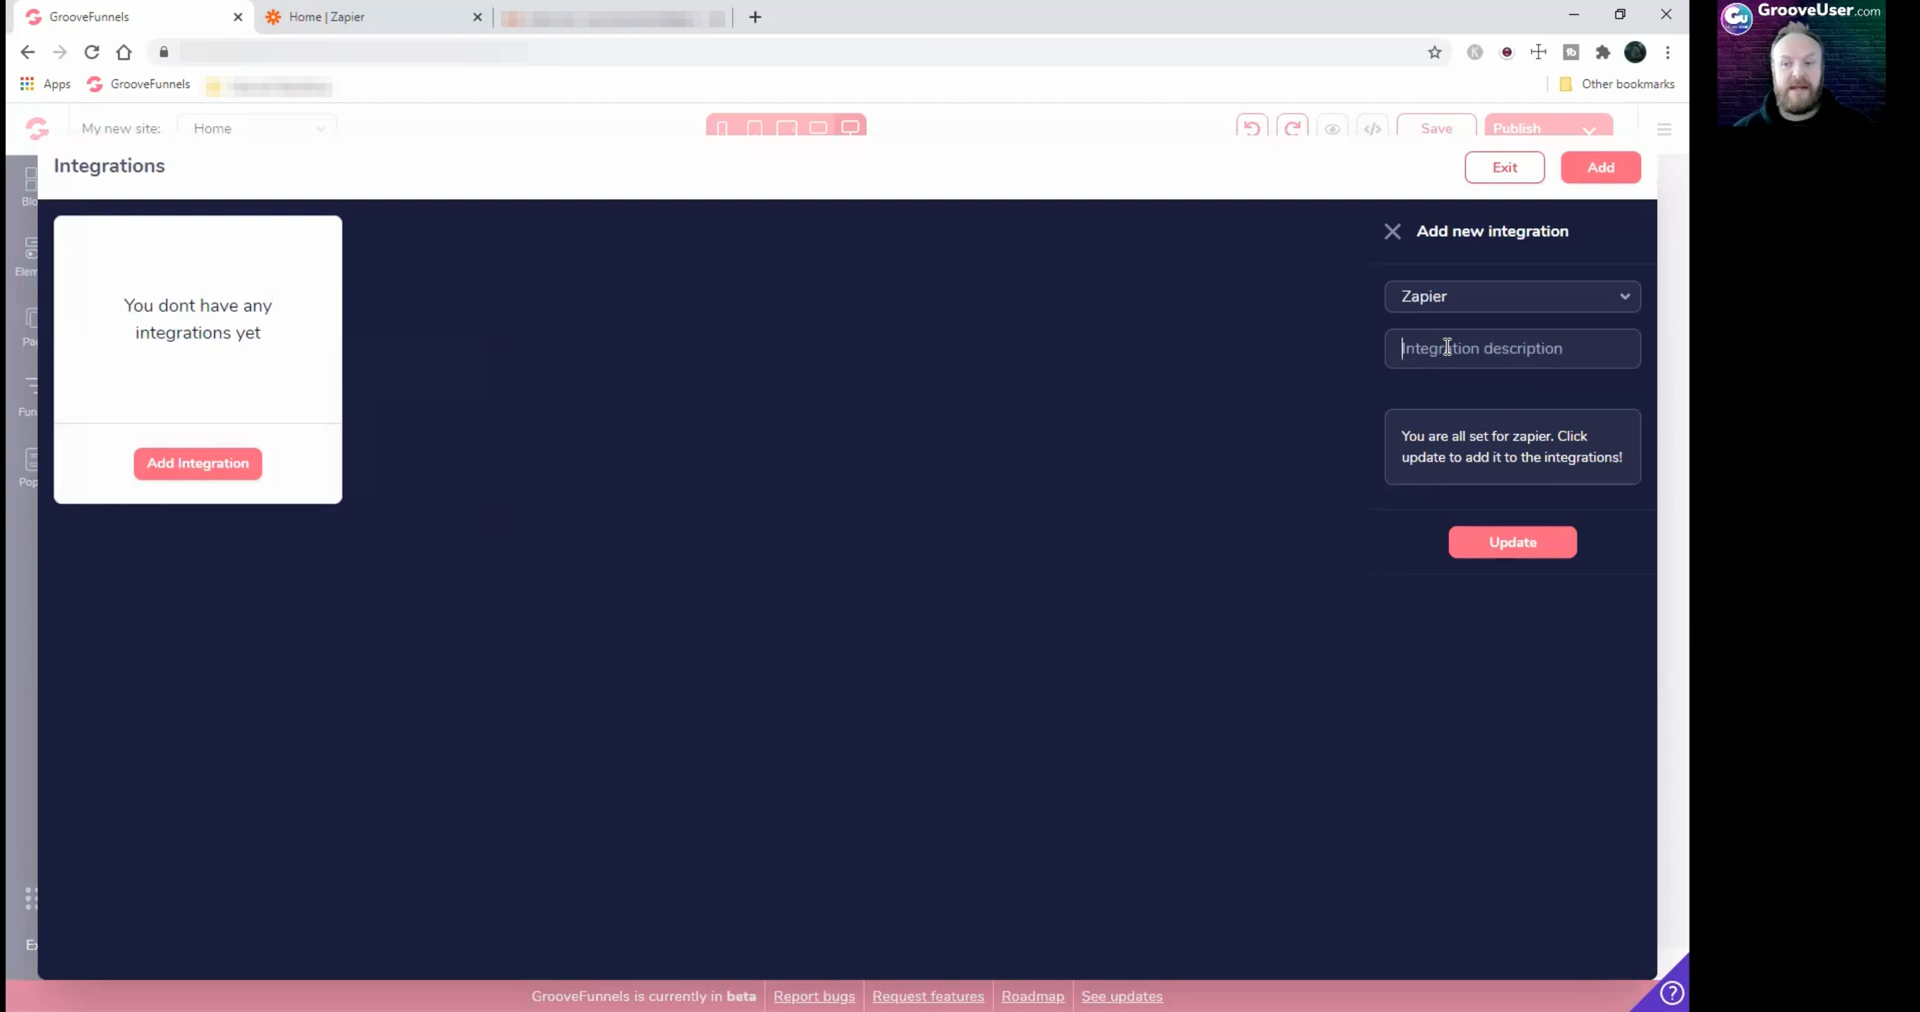 GrooveFunnels
Home | Zapier
GrooveUser.com
Apps
GrooveFunnels
Other bookmarks
My new site:
Home
Save
Publish
Integrations
Exit
Add
You dont have any
integrations yet
Add Integration
Add new integration
Zapier
Integration description
You are all set for zapier. Click
update to add it to the integrations!
Update
GrooveFunnels is currently in beta
Report bugs
Request features
Roadmap
See updates